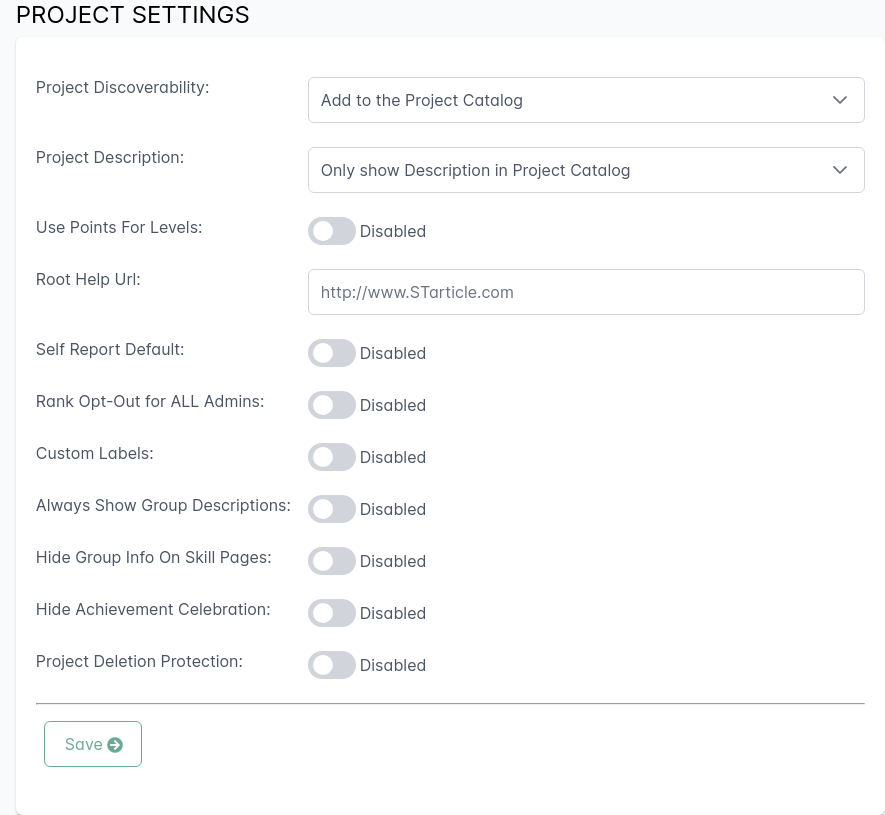 PROJECT SETTINGS
Project Discoverability:
Add to the Project Catalog
Project Description:
Only show Description in Project Catalog
Use Points For Levels:
Disabled
Root Help Url:
http://www.STarticle.com
Self Report Default:
Disabled
Rank Opt-Out for ALL Admins:
Disabled
Custom Labels:
Disabled
Always Show Group Descriptions:
Disabled
Hide Group Info On Skill Pages:
Disabled
Hide Achievement Celebration:
Disabled
Project Deletion Protection:
Disabled
Save